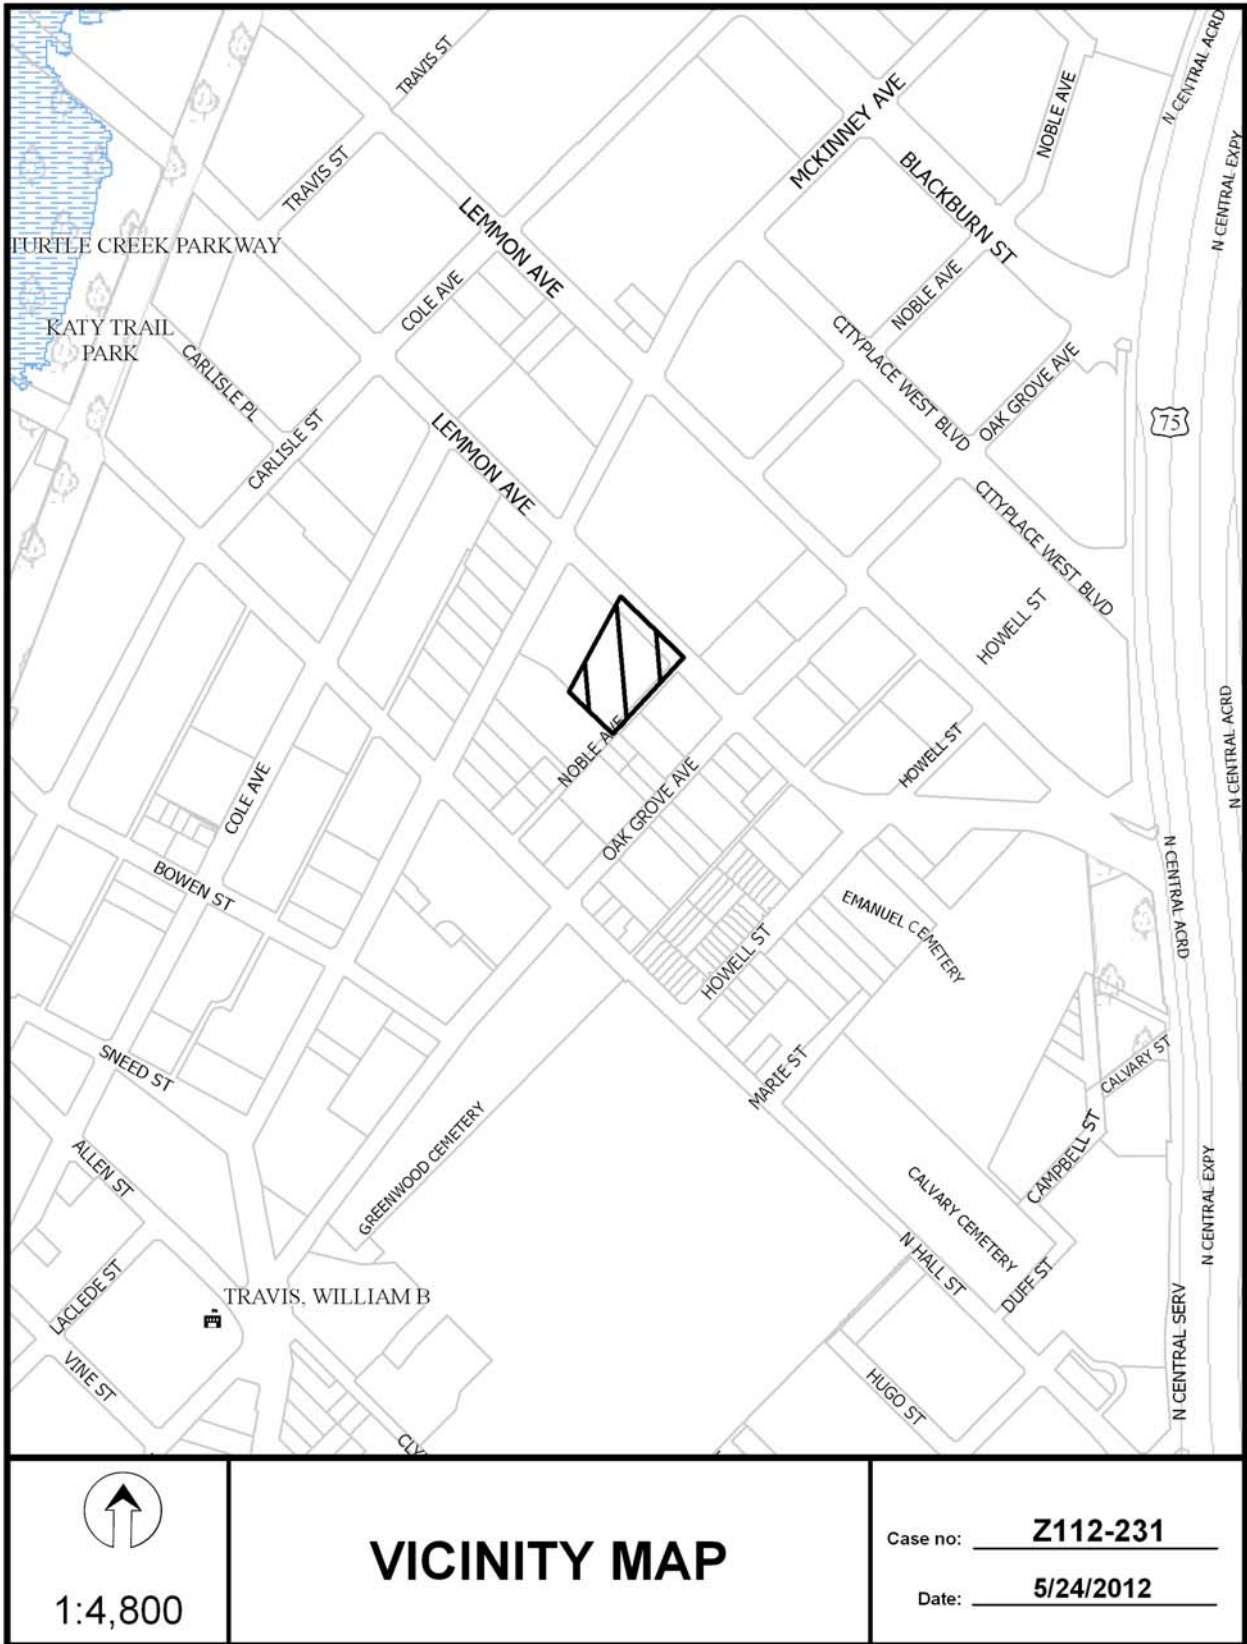 TRAVIS ST
N CENTRAL ACRD
MCKINNEY AVE
NOBLE AVE
N CENTRAL EXPY
TRAVIS ST
BLACKBURN ST
LEMMON AVE
TURTLE CREEK PARKWAY
COLE AVE
NOBLE AVE
KATY TRAIL
PARK
CARLISLE PL
CITYPLACE WEST BLVD
OAK GROVE AVE
75
CARLISLE ST
LEMMON AVE
CITYPLACE WEST BLVD
HOWELL ST
NOBLE AVE
HOWELL ST
N CENTRAL ACRD
COLE AVE
OAK GROVE AVE
BOWEN ST
EMANUEL CEMETERY
N CENTRAL ACRD
HOWELL ST
SNEED ST
MARIE ST
CALVARY ST
ALLEN ST
GREENWOOD CEMETERY
CAMPBELL ST
CALVARY CEMETERY
N CENTRAL EXPY
N HALL ST
DUFF ST
LACLEDE ST
TRAVIS, WILLIAM B
N CENTRAL SERV
VINE ST
HUGO ST
1:4,800
VICINITY MAP
Case no: Z112-231
Date: 5/24/2012